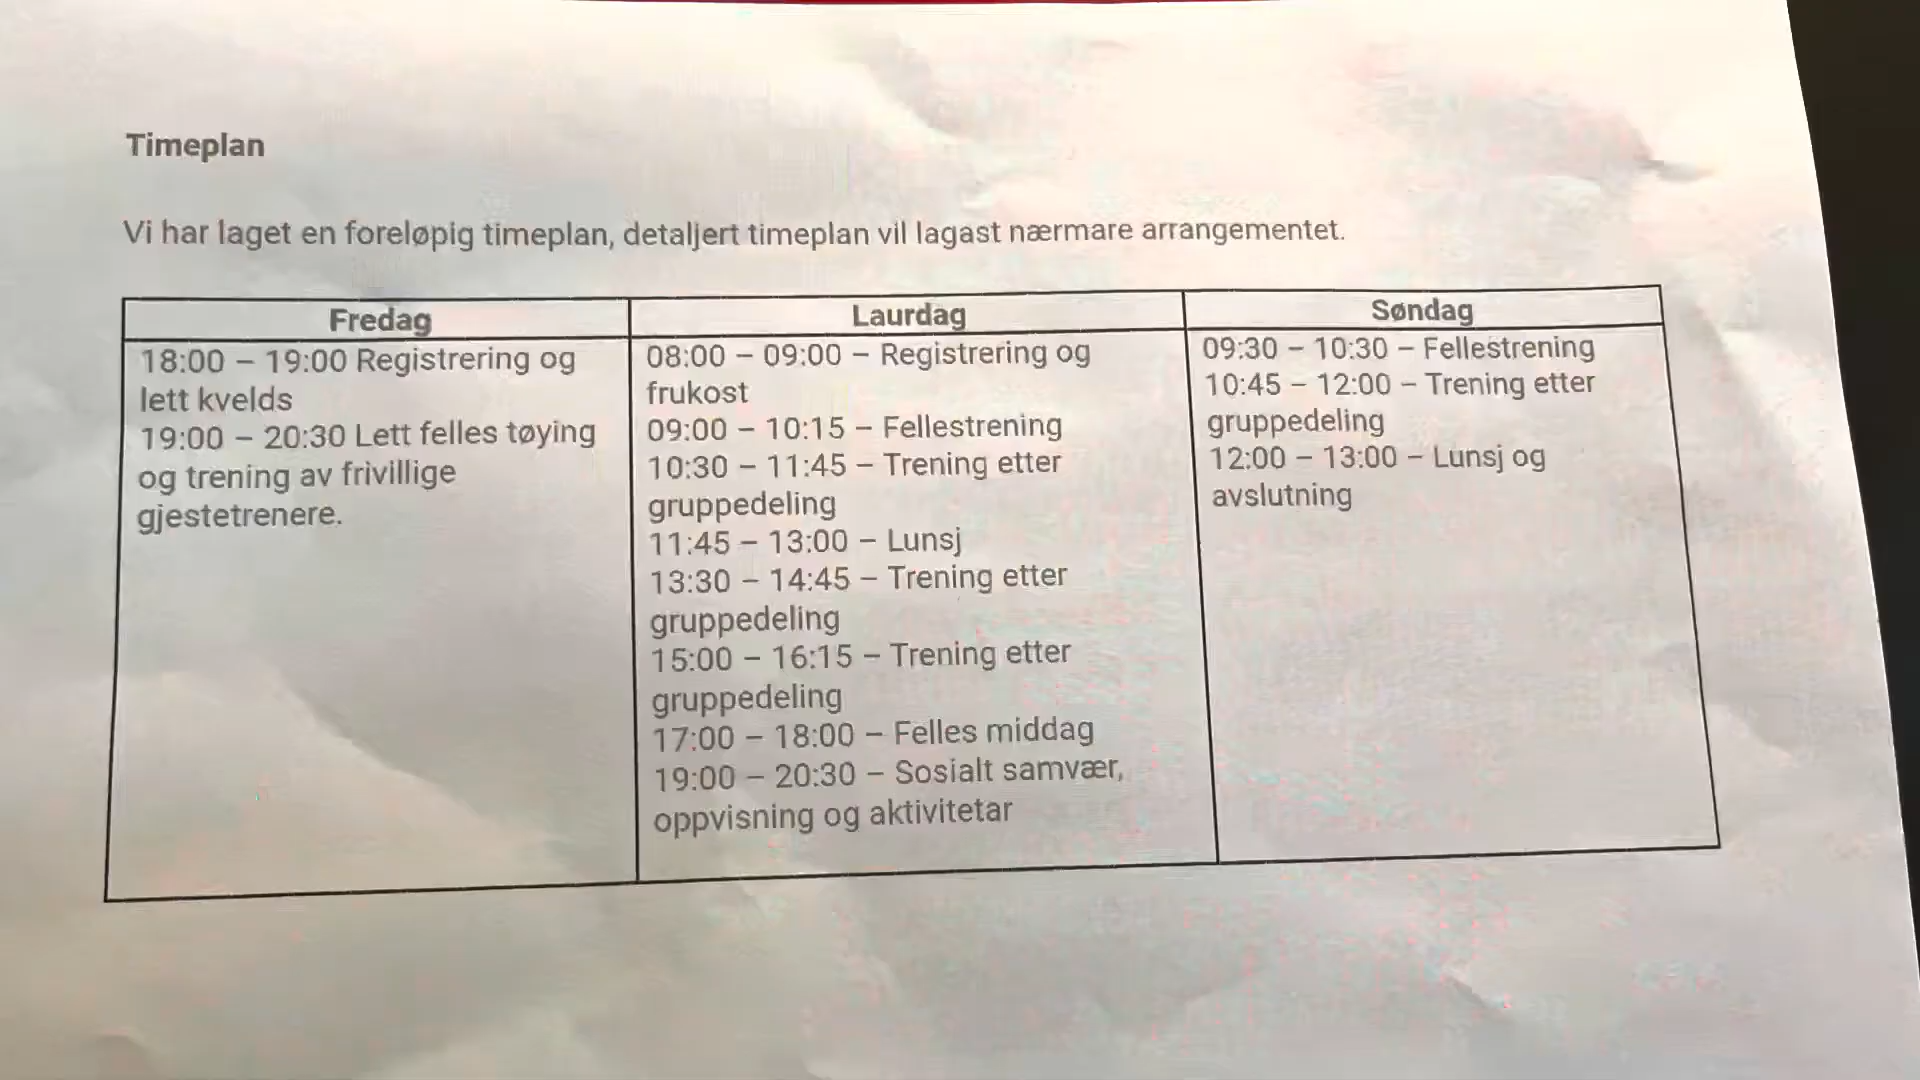 Timeplan
Vi har laget en foreløpig timeplan, detaljert timeplan vil lagast nærmare arrangementet.
Fredag
18:00 – 19:00 Registrering og
lett kvelds
19:00 – 20:30 Lett felles tøying
og trening av frivillige
gjestetrenere.
Laurdag
08:00 – 09:00 – Registrering og
frukost
09:00 – 10:15 – Fellestrening
10:30 – 11:45 – Trening etter
gruppedeling
11:45 – 13:00 – Lunsj
13:30 – 14:45 – Trening etter
gruppedeling
15:00 – 16:15 – Trening etter
gruppedeling
17:00 – 18:00 – Felles middag
19:00 – 20:30 – Sosialt samvær,
oppvisning og aktivitetar
Søndag
09:30 – 10:30 – Fellestrening
10:45 – 12:00 – Trening etter
gruppedeling
12:00 – 13:00 – Lunsj og
avslutning